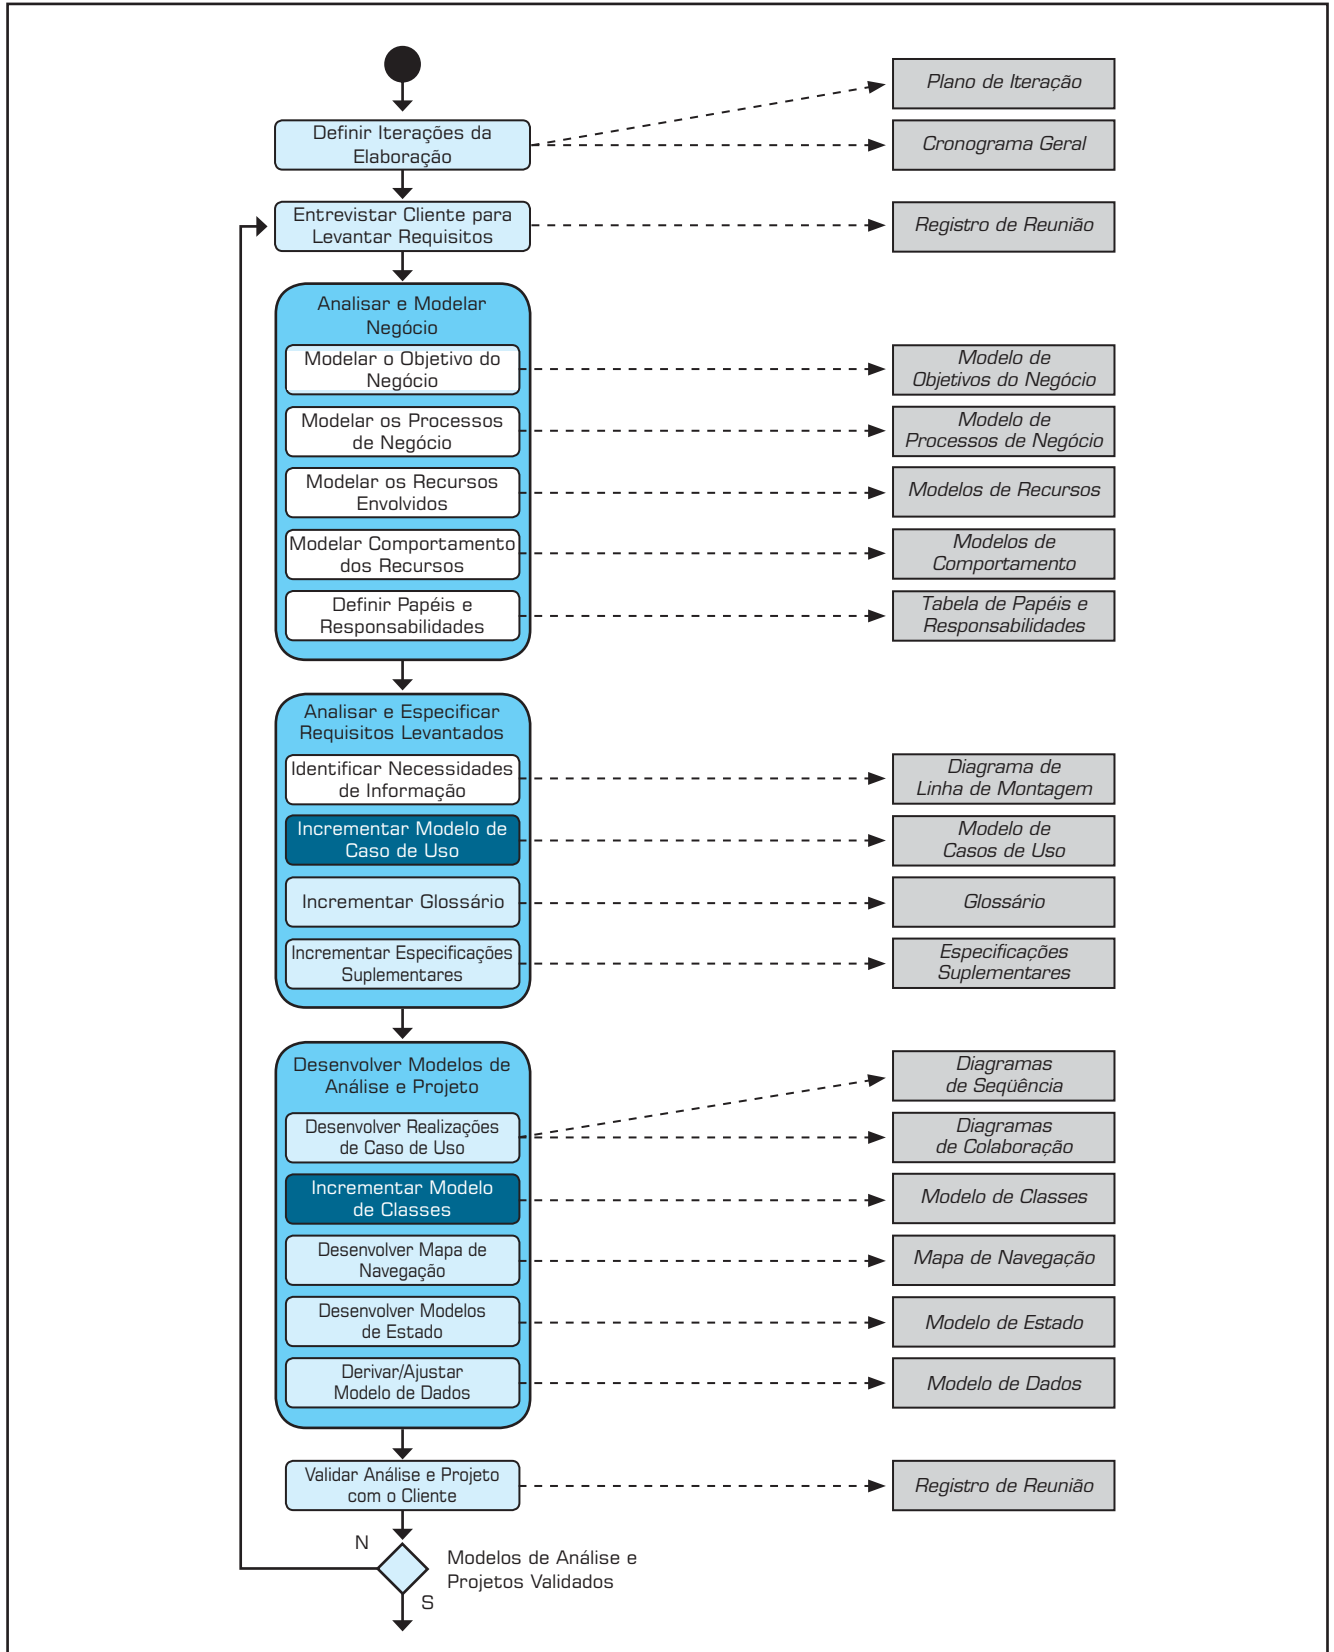 Definir Iterações da
Elaboração
Plano de Iteração
Cronograma Geral
Entrevistar Cliente para
Levantar Requisitos
Registro de Reunião
Analisar e Modelar
Negócio
Modelar o Objetivo do
Negócio
Modelo de
Objetivos do Negócio
Modelar os Processos
de Negócio
Modelo de
Processos de Negócio
Modelar os Recursos
Envolvidos
Modelos de Recursos
Modelar Comportamento
dos Recursos
Modelos de
Comportamento
Definir Papéis e
Responsabilidades
Tabela de Papéis e
Responsabilidades
Analisar e Especificar
Requisitos Levantados
Identificar Necessidades
de Informação
Diagrama de
Linha de Montagem
Incrementar Modelo de
Caso de Uso
Modelo de
Casos de Uso
Incrementar Glossário
Glossário
Incrementar Especificações
Suplementares
Especificações
Suplementares
Desenvolver Modelos de
Análise e Projeto
Desenvolver Realizações
de Caso de Uso
Diagramas
de Seqüência
Diagramas
de Colaboração
Incrementar Modelo
de Classes
Modelo de Classes
Desenvolver Mapa de
Navegação
Mapa de Navegação
Desenvolver Modelos
de Estado
Modelo de Estado
Derivar/Ajustar
Modelo de Dados
Modelo de Dados
Validar Análise e Projeto
com o Cliente
Registro de Reunião
N
Modelos de Análise e
Projetos Validados
S